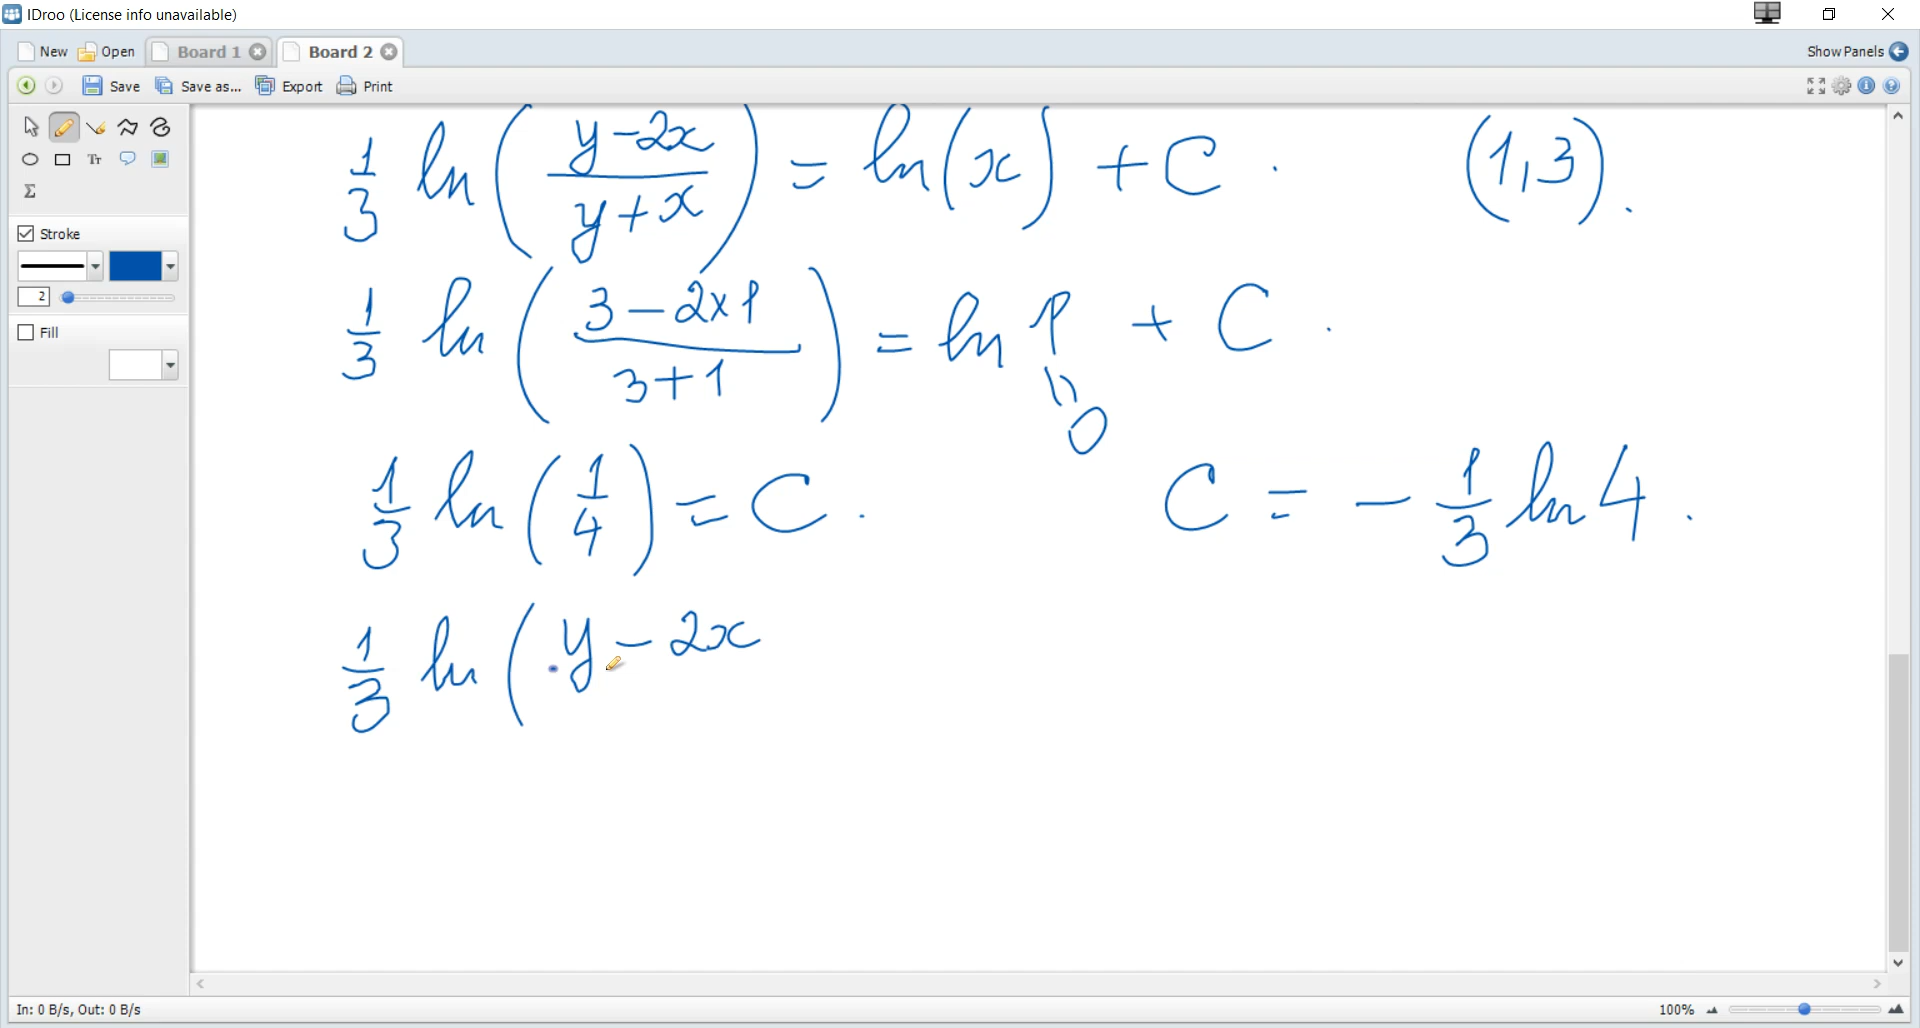 IDroo (License info unavailable)
New Open Board 1 Board 2 Show Panels
Save Save as... Export Print
Tr
Σ
Stroke
2
Fill
1/3 ln((y-2x)/(y+x)) = ln(x) + C . (1,3).
1/3 ln((3-2x1)/(3+1)) = ln 1 + C .
0
1/3 ln(1/4) = C . C = -1/3 ln 4 .
1/3 ln(y-2x
In: 0 B/s, Out: 0 B/s 100%